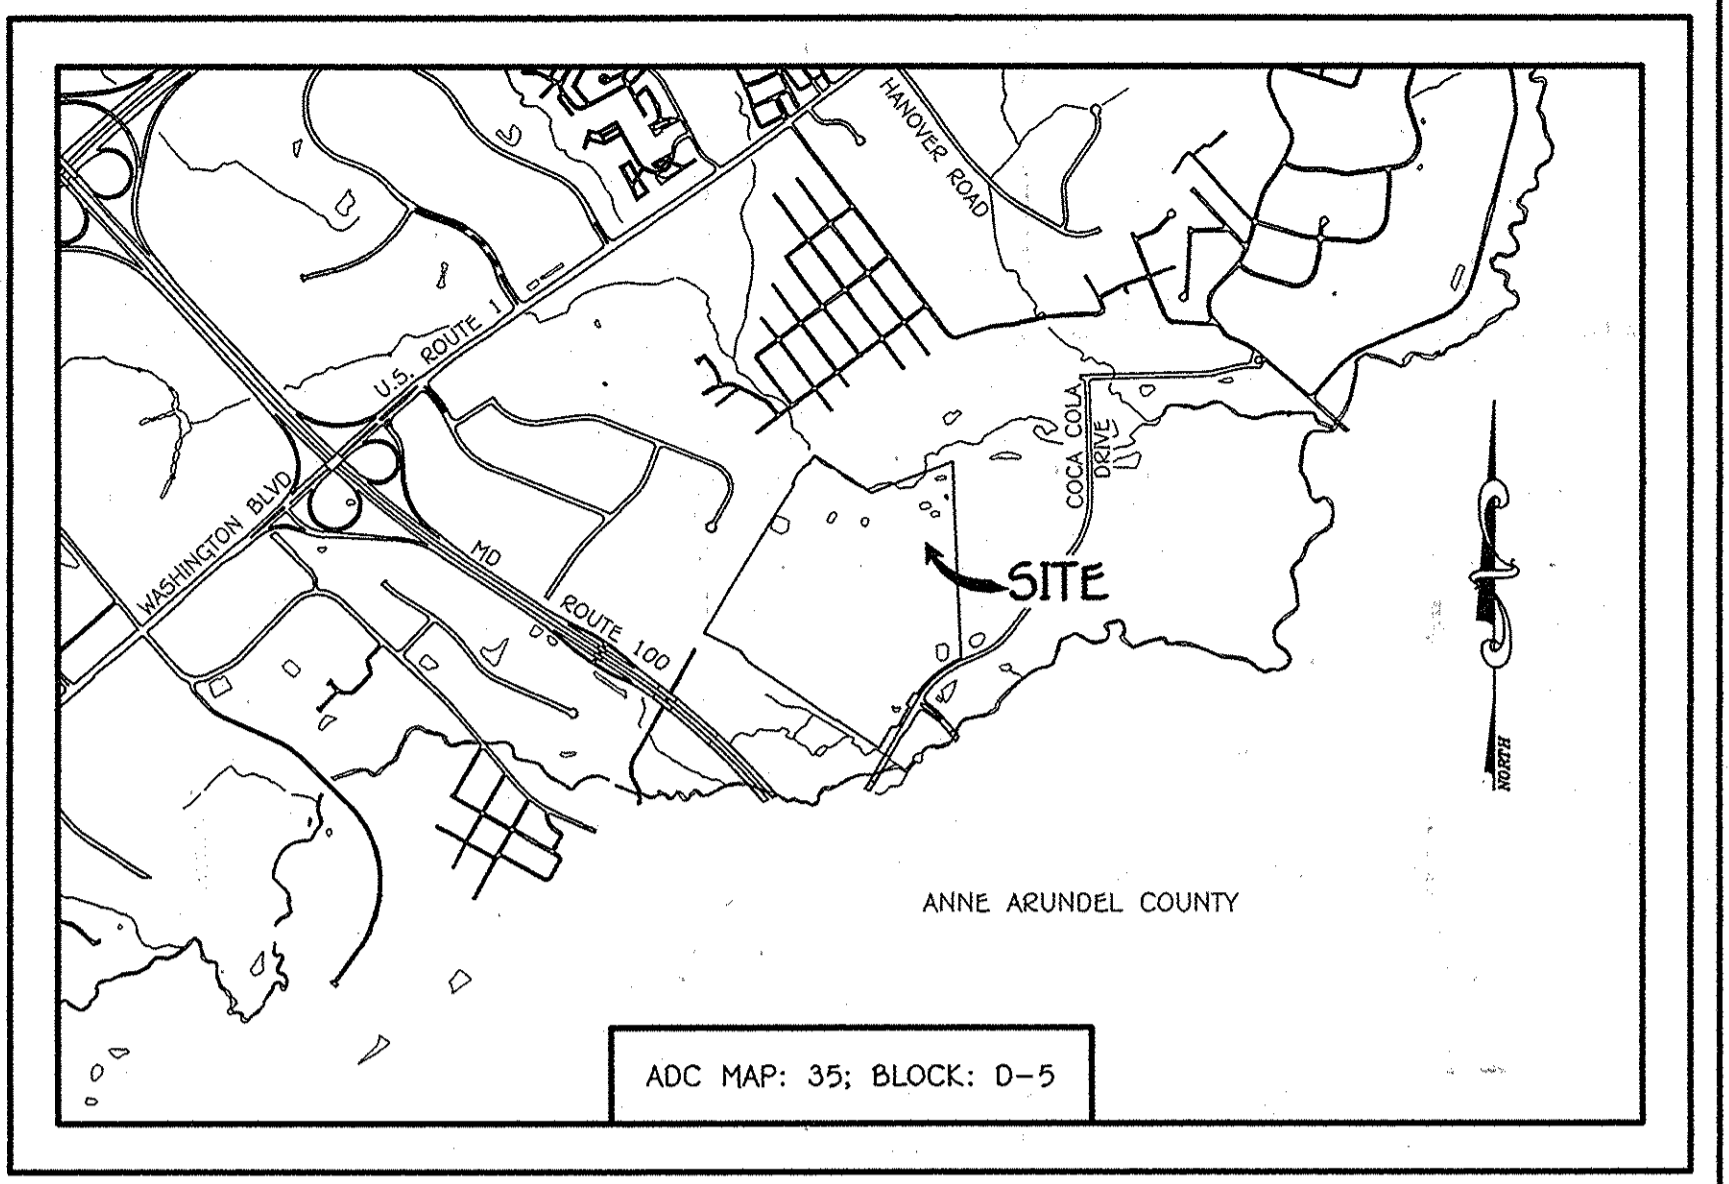 HANOVER ROAD
U.S. ROUTE 1
COCA COLA
DRIVE
WASHINGTON BLVD
MD
ROUTE 100
SITE
NORTH
ANNE ARUNDEL COUNTY
ADC MAP: 35; BLOCK: D-5